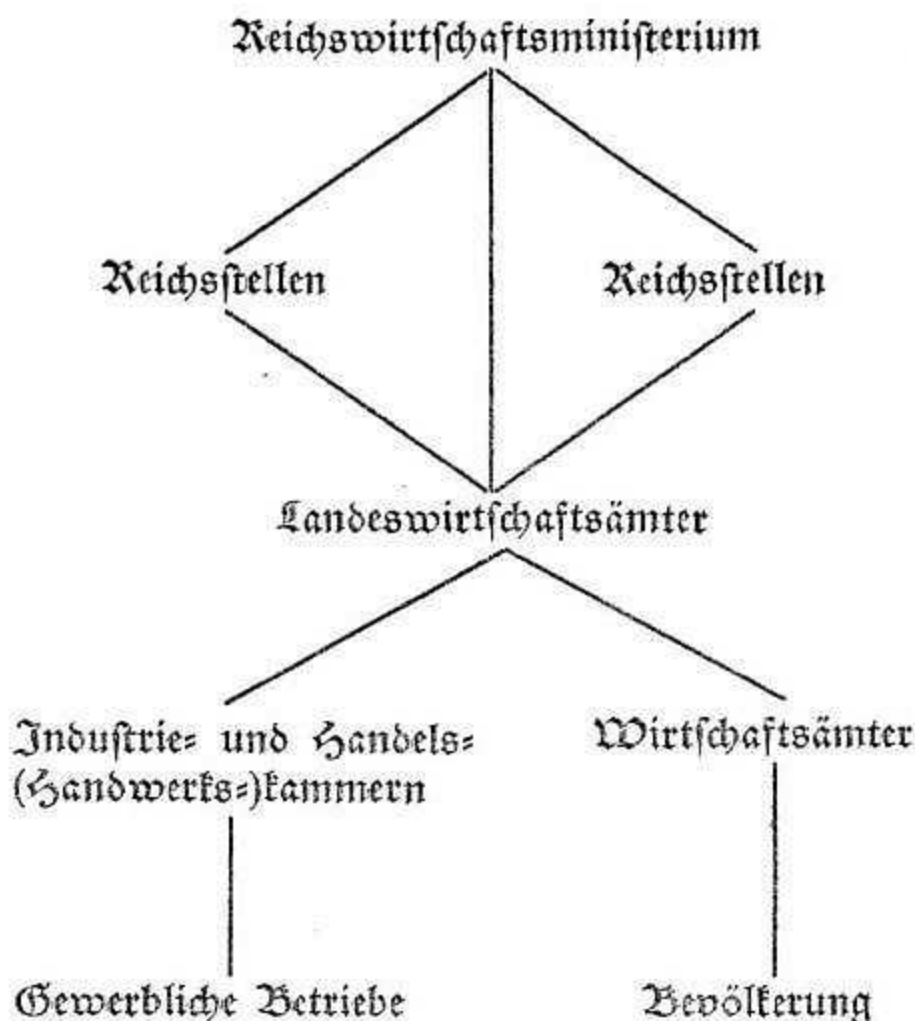 Reichswirtschaftsministerium
Reichsstellen Reichsstellen
Landeswirtschaftsämter
Industrie- und Handels- Wirtschaftsämter
(Handwerks-)kammern
Gewerbliche Betriebe Bevölkerung